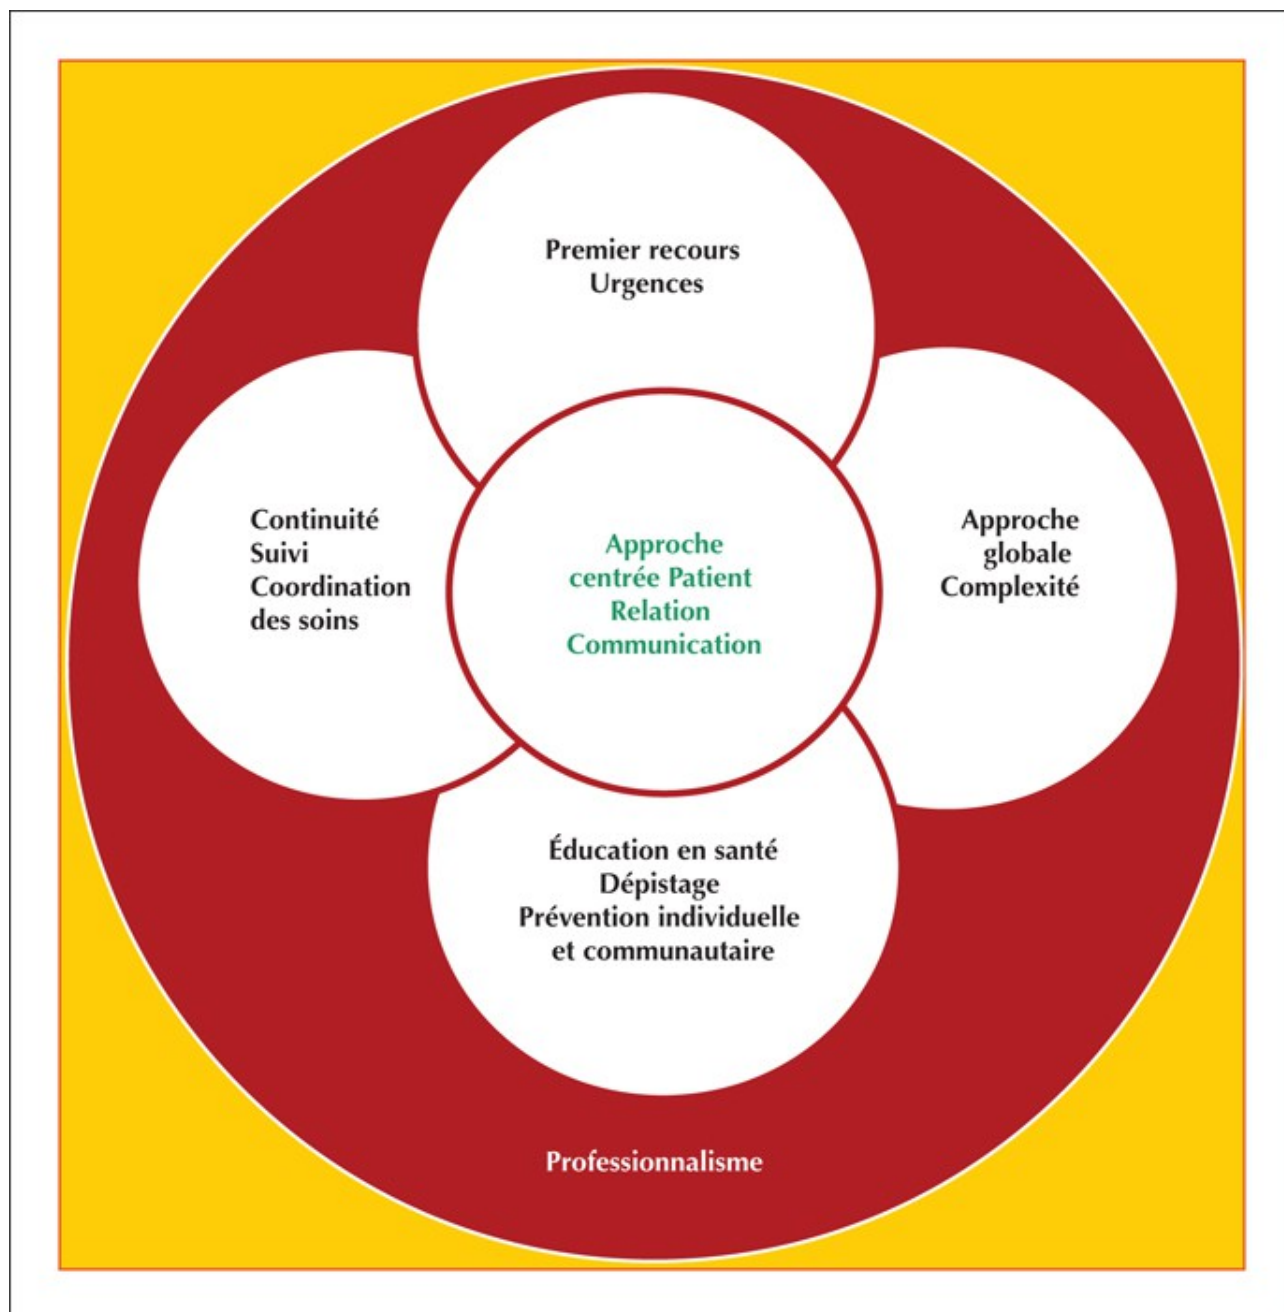 Premier recours
Urgences
Continuité
Suivi
Coordination
des soins
Approche
centrée Patient
Relation
Communication
Approche
globale
Complexité
Éducation en santé
Dépistage
Prévention individuelle
et communautaire
Professionnalisme